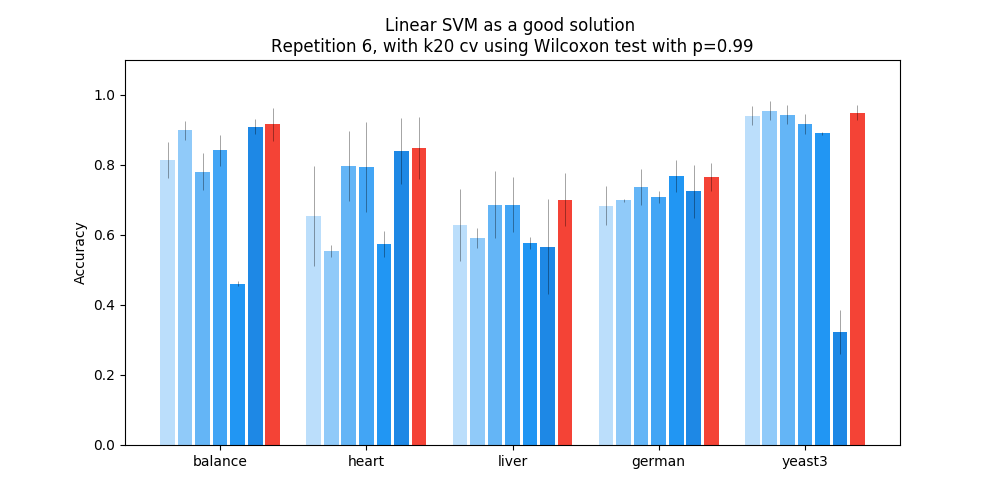 Linear SVM as a good solution
Repetition 6, with k20 cv using Wilcoxon test with p=0.99
Accuracy
1.0
0.8
0.6
0.4
0.2
0.0
balance heart liver german yeast3